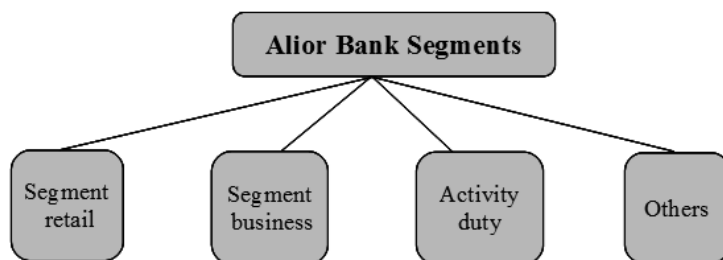 Alior Bank Segments
Segment
retail
Segment
business
Activity
duty
Others